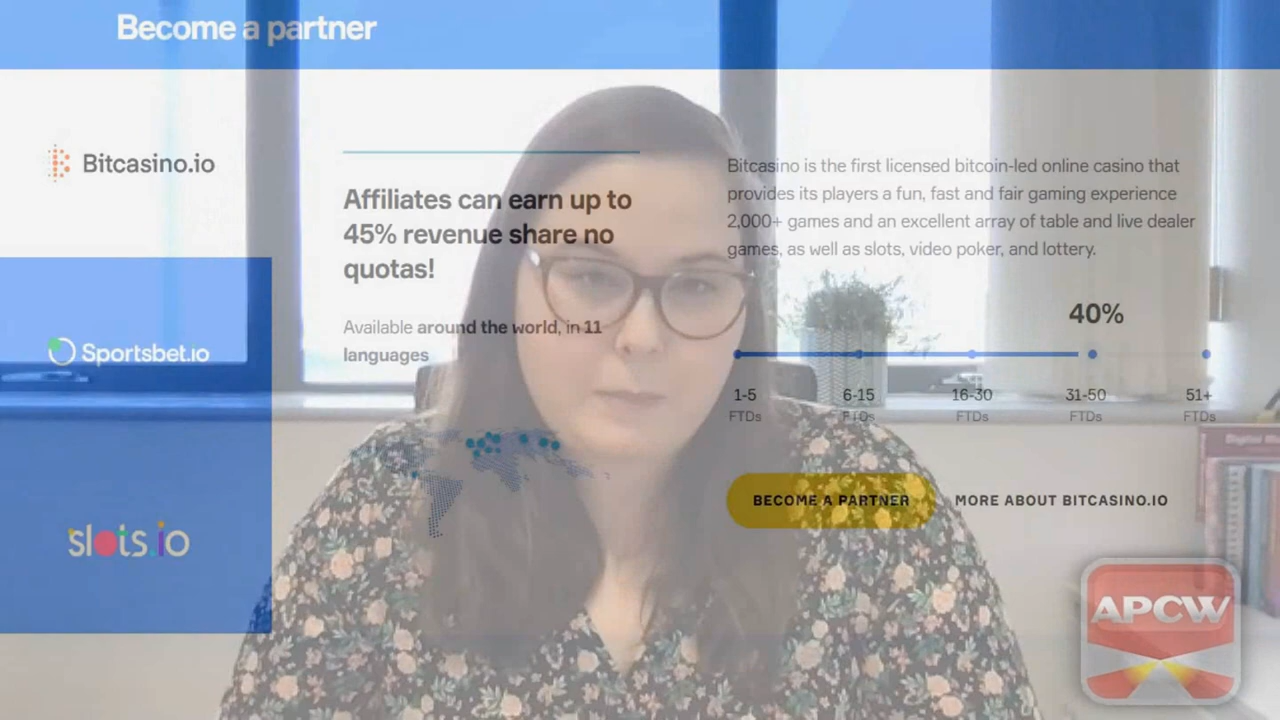 Become a partner
Bitcasino.io
Sportsbet.io
slots.io
Affiliates can earn up to
45% revenue share no
quotas!
Available around the world, in 11
languages
Bitcasino is the first licensed bitcoin-led online casino that
provides its players a fun, fast and fair gaming experience
2,000+ games and an excellent array of table and live dealer
games, as well as slots, video poker, and lottery.
40%
1-5 6-15 16-30 31-50 51+
FTDs FTDs FTDs FTDs FTDs
BECOME A PARTNER MORE ABOUT BITCASINO.IO
APCW